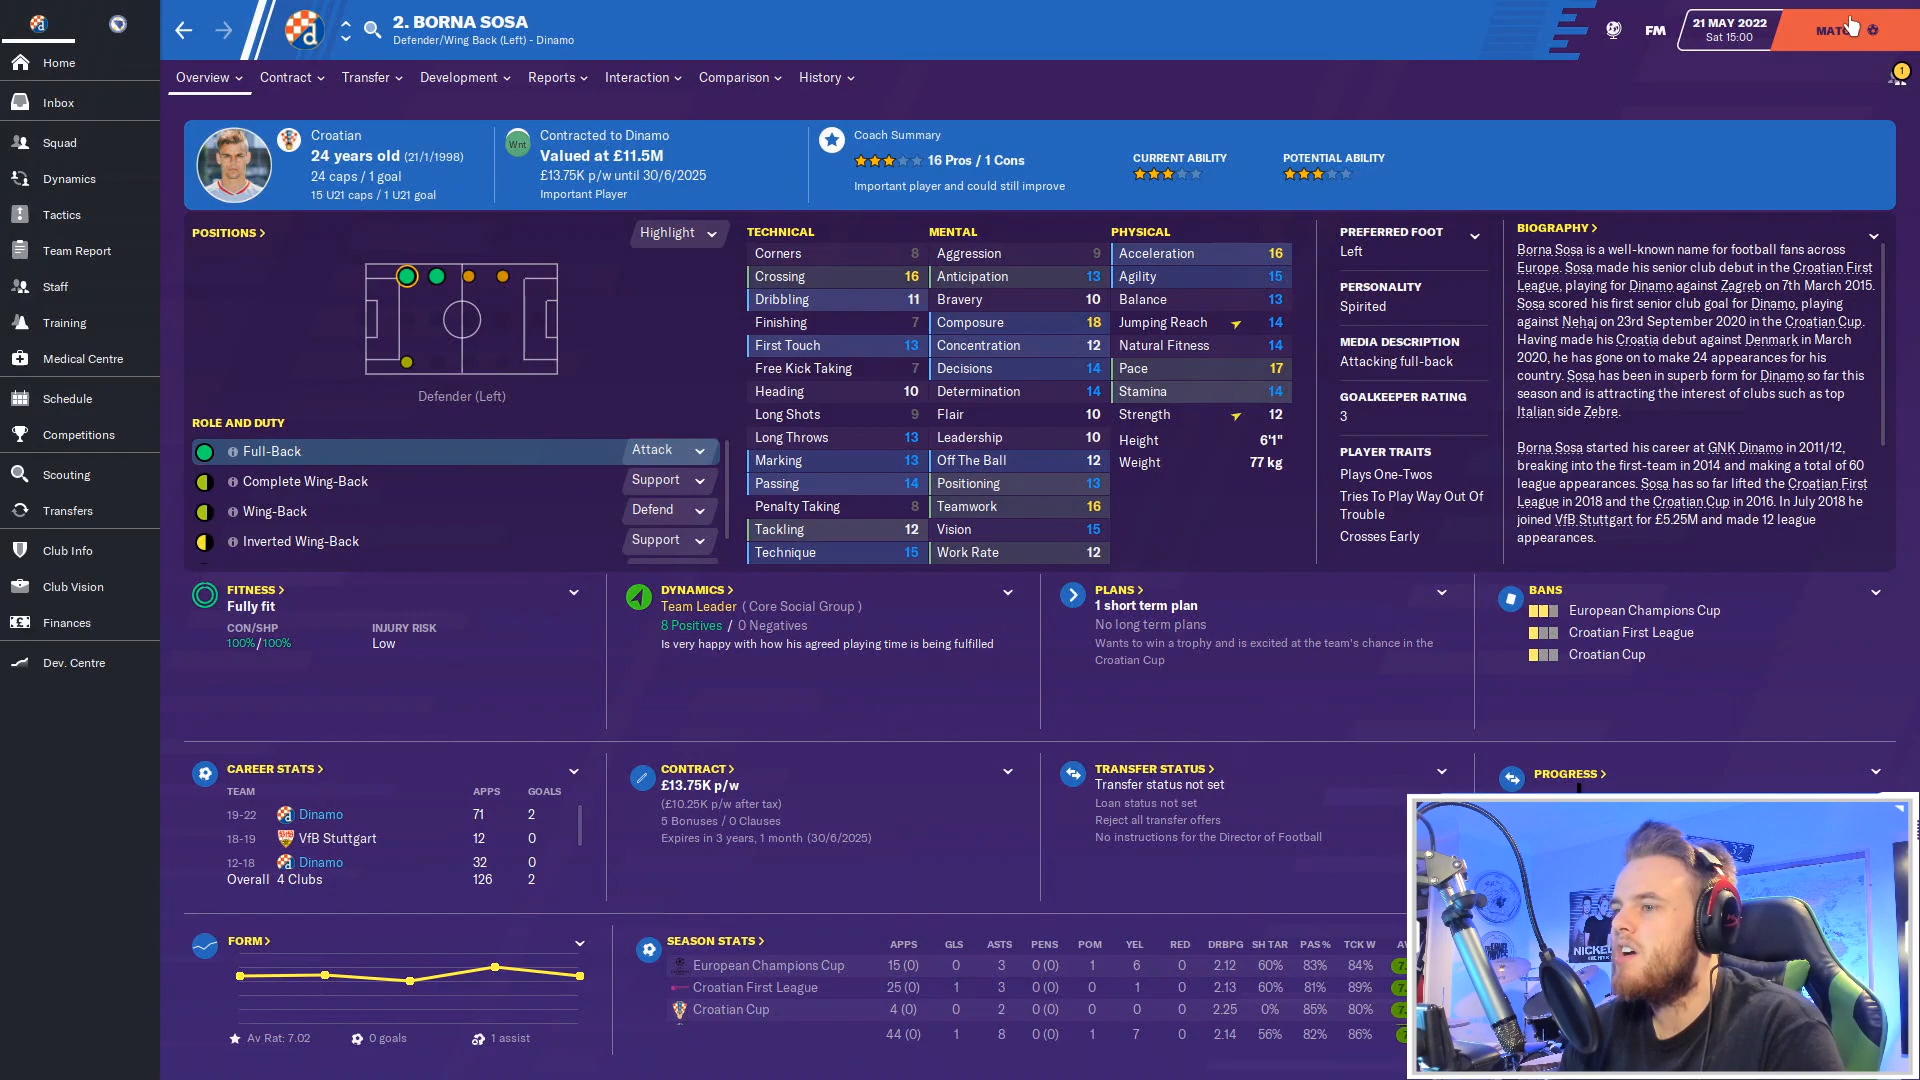 2. BORNA SOSA
Defender/Wing Back (Left) - Dinamo
FM
21 MAY 2022
Sat 15:00
Home
Inbox
Squad
Dynamics
Tactics
Team Report
Staff
Training
Medical Centre
Schedule
Competitions
Scouting
Transfers
Club Info
Club Vision
Finances
Dev. Centre
Overview Contract Transfer Development Reports Interaction Comparison History
1
Croatian
24 years old (21/1/1998)
24 caps / 1 goal
15 U21 caps / 1 U21 goal
Wnt
Contracted to Dinamo
Valued at £11.5M
£13.75K p/w until 30/6/2025
Important Player
Coach Summary
16 Pros / 1 Cons
Important player and could still improve
CURRENT ABILITY
POTENTIAL ABILITY
POSITIONS >
Highlight
Defender (Left)
ROLE AND DUTY
Full-Back Attack
Complete Wing-Back Support
Wing-Back Defend
Inverted Wing-Back Support
TECHNICAL
Corners 8
Crossing 16
Dribbling 11
Finishing 7
First Touch 13
Free Kick Taking 7
Heading 10
Long Shots 9
Long Throws 13
Marking 13
Passing 14
Penalty Taking 8
Tackling 12
Technique 15
MENTAL
Aggression 9
Anticipation 13
Bravery 10
Composure 18
Concentration 12
Decisions 14
Determination 14
Flair 10
Leadership 10
Off The Ball 12
Positioning 13
Teamwork 16
Vision 15
Work Rate 12
PHYSICAL
Acceleration 16
Agility 15
Balance 13
Jumping Reach 14
Natural Fitness 14
Pace 17
Stamina 14
Strength 12
Height 6'1"
Weight 77 kg
PREFERRED FOOT
Left
PERSONALITY
Spirited
MEDIA DESCRIPTION
Attacking full-back
GOALKEEPER RATING
3
PLAYER TRAITS
Plays One-Twos
Tries To Play Way Out Of
Trouble
Crosses Early
BIOGRAPHY >
Borna Sosa is a well-known name for football fans across
Europe. Sosa made his senior club debut in the Croatian First
League, playing for Dinamo against Zagreb on 7th March 2015.
Sosa scored his first senior club goal for Dinamo, playing
against Nehaj on 23rd September 2020 in the Croatian Cup.
Having made his Croatia debut against Denmark in March
2020, he has gone on to make 24 appearances for his
country. Sosa has been in superb form for Dinamo so far this
season and is attracting the interest of clubs such as top
Italian side Zebre.
Borna Sosa started his career at GNK Dinamo in 2011/12,
breaking into the first-team in 2014 and making a total of 60
league appearances. Sosa has so far lifted the Croatian First
League in 2018 and the Croatian Cup in 2016. In July 2018 he
joined VfB Stuttgart for £5.25M and made 12 league
appearances.
FITNESS >
Fully fit
CON/SHP INJURY RISK
100%/100% Low
DYNAMICS >
Team Leader ( Core Social Group )
8 Positives / 0 Negatives
Is very happy with how his agreed playing time is being fulfilled
PLANS >
1 short term plan
No long term plans
Wants to win a trophy and is excited at the team's chance in the
Croatian Cup
BANS
European Champions Cup
Croatian First League
Croatian Cup
CAREER STATS >
TEAM APPS GOALS
19-22 Dinamo 71 2
18-19 VfB Stuttgart 12 0
12-18 Dinamo 32 0
Overall 4 Clubs 126 2
CONTRACT >
£13.75K p/w
(£10.25K p/w after tax)
5 Bonuses / 0 Clauses
Expires in 3 years, 1 month (30/6/2025)
TRANSFER STATUS >
Transfer status not set
Loan status not set
Reject all transfer offers
No instructions for the Director of Football
PROGRESS >
FORM >
Av Rat: 7.02 0 goals 1 assist
SEASON STATS > APPS GLS ASTS PENS POM YEL RED DRBPG SH TAR PAS % TCK W
European Champions Cup 15 (0) 0 3 0 (0) 1 6 0 2.12 60% 83% 84%
Croatian First League 25 (0) 1 3 0 (0) 0 1 0 2.13 60% 81% 89%
Croatian Cup 4 (0) 0 2 0 (0) 0 0 0 2.25 0% 85% 80%
44 (0) 1 8 0 (0) 1 7 0 2.14 56% 82% 86%